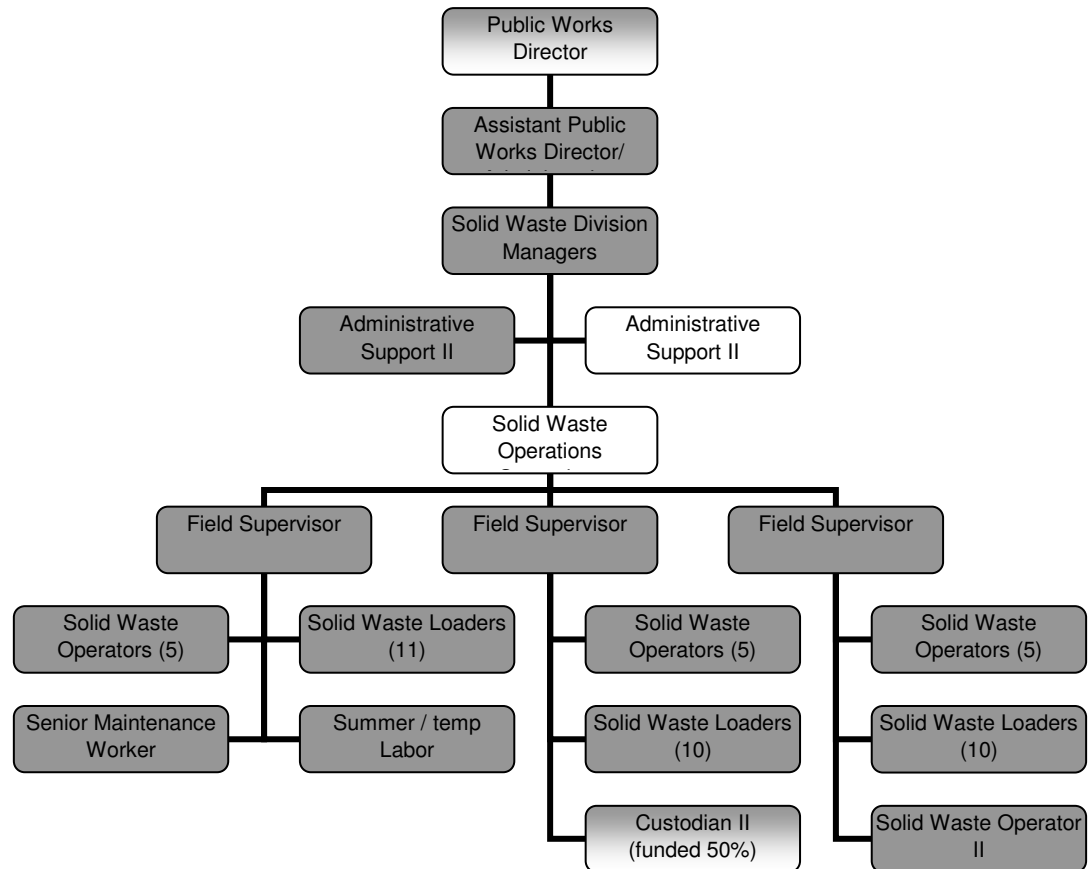 Public Works
Director
Assistant Public
Works Director/
Solid Waste Division
Managers
Administrative
Support II
Administrative
Support II
Solid Waste
Operations
Field Supervisor
Field Supervisor
Field Supervisor
Solid Waste
Operators (5)
Solid Waste Loaders
(11)
Solid Waste
Operators (5)
Solid Waste
Operators (5)
Senior Maintenance
Worker
Summer / temp
Labor
Solid Waste Loaders
(10)
Solid Waste Loaders
(10)
Custodian II
(funded 50%)
Solid Waste Operator
II